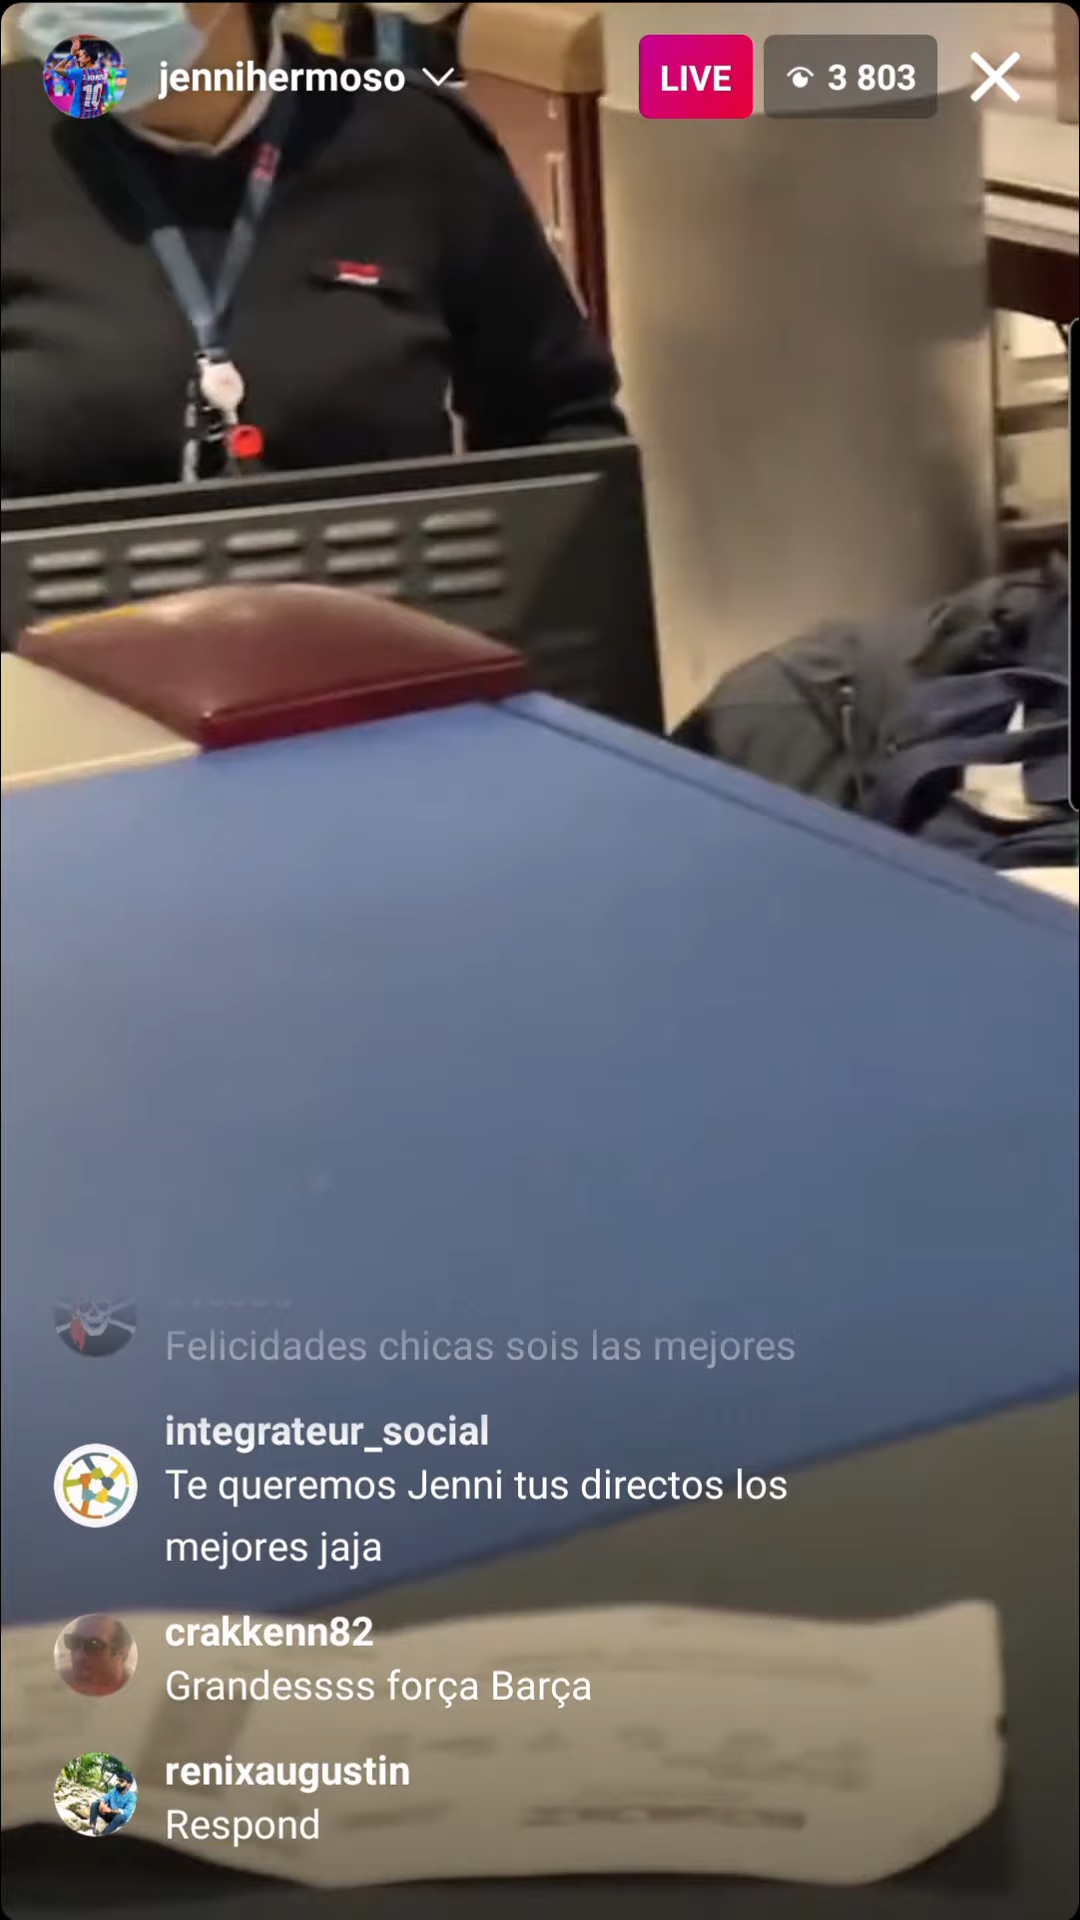 jennihermoso
LIVE
3 803
Felicidades chicas sois las mejores
integrateur_social
Te queremos Jenni tus directos los
mejores jaja
crakkenn82
Grandessss força Barça
renixaugustin
Respond